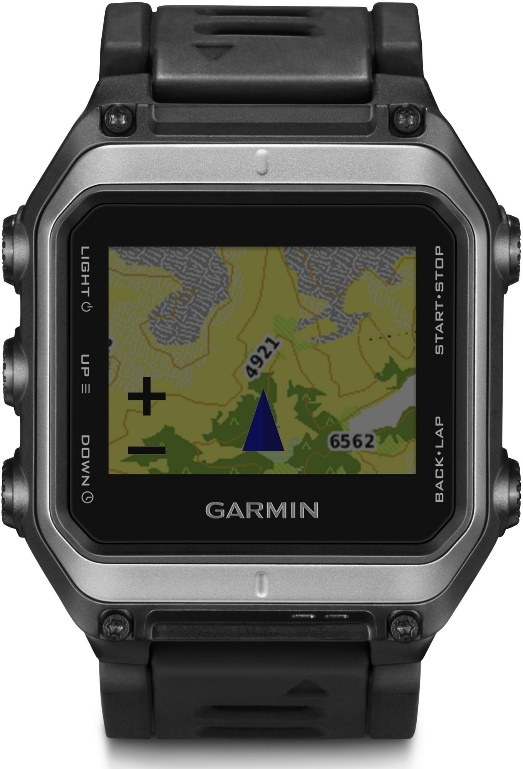 LIGHT
UP
DOWN
START•STOP
BACK•LAP
4921
6562
GARMIN